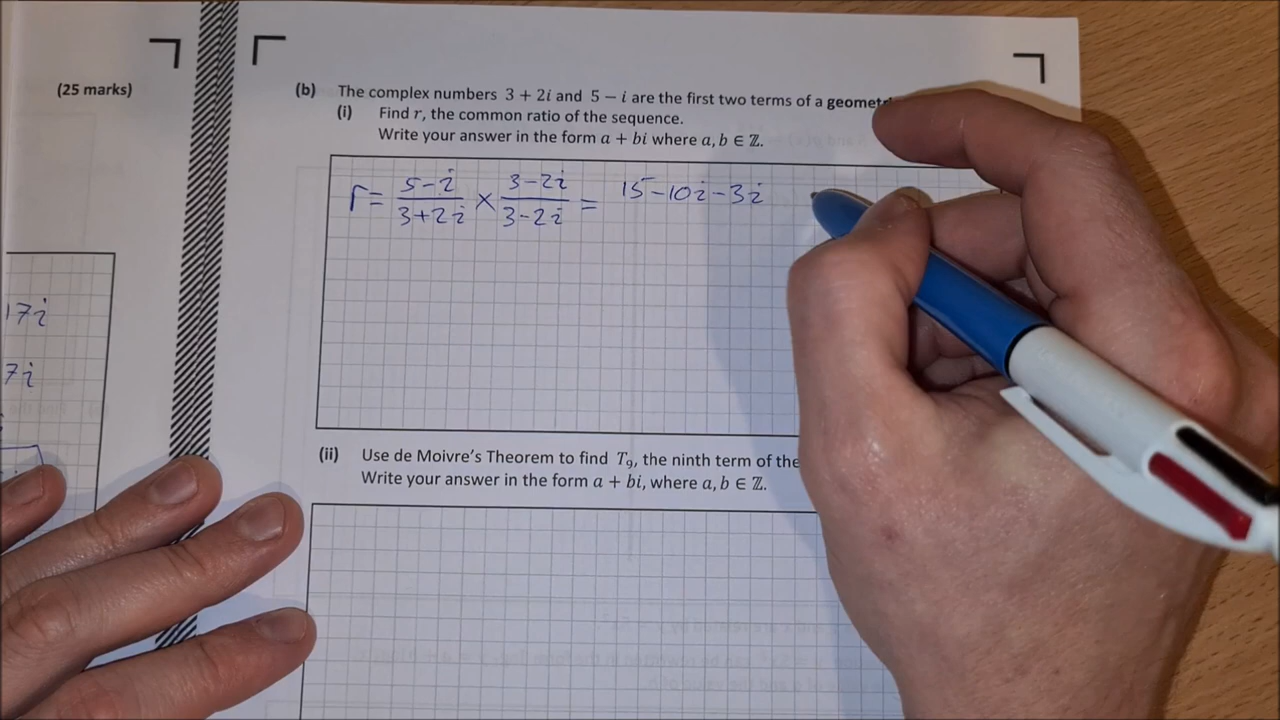 (25 marks)
17i
7i
(b) The complex numbers 3 + 2i and 5 − i are the first two terms of a
(i) Find r, the common ratio of the sequence.
Write your answer in the form a + bi where a, b ∈ ℤ.
r = \frac{5-i}{3+2i} × \frac{3-2i}{3-2i} = 15-10i-3i
(ii) Use de Moivre's Theorem to find T₉, the ninth term of the
Write your answer in the form a + bi, where a, b ∈ ℤ.